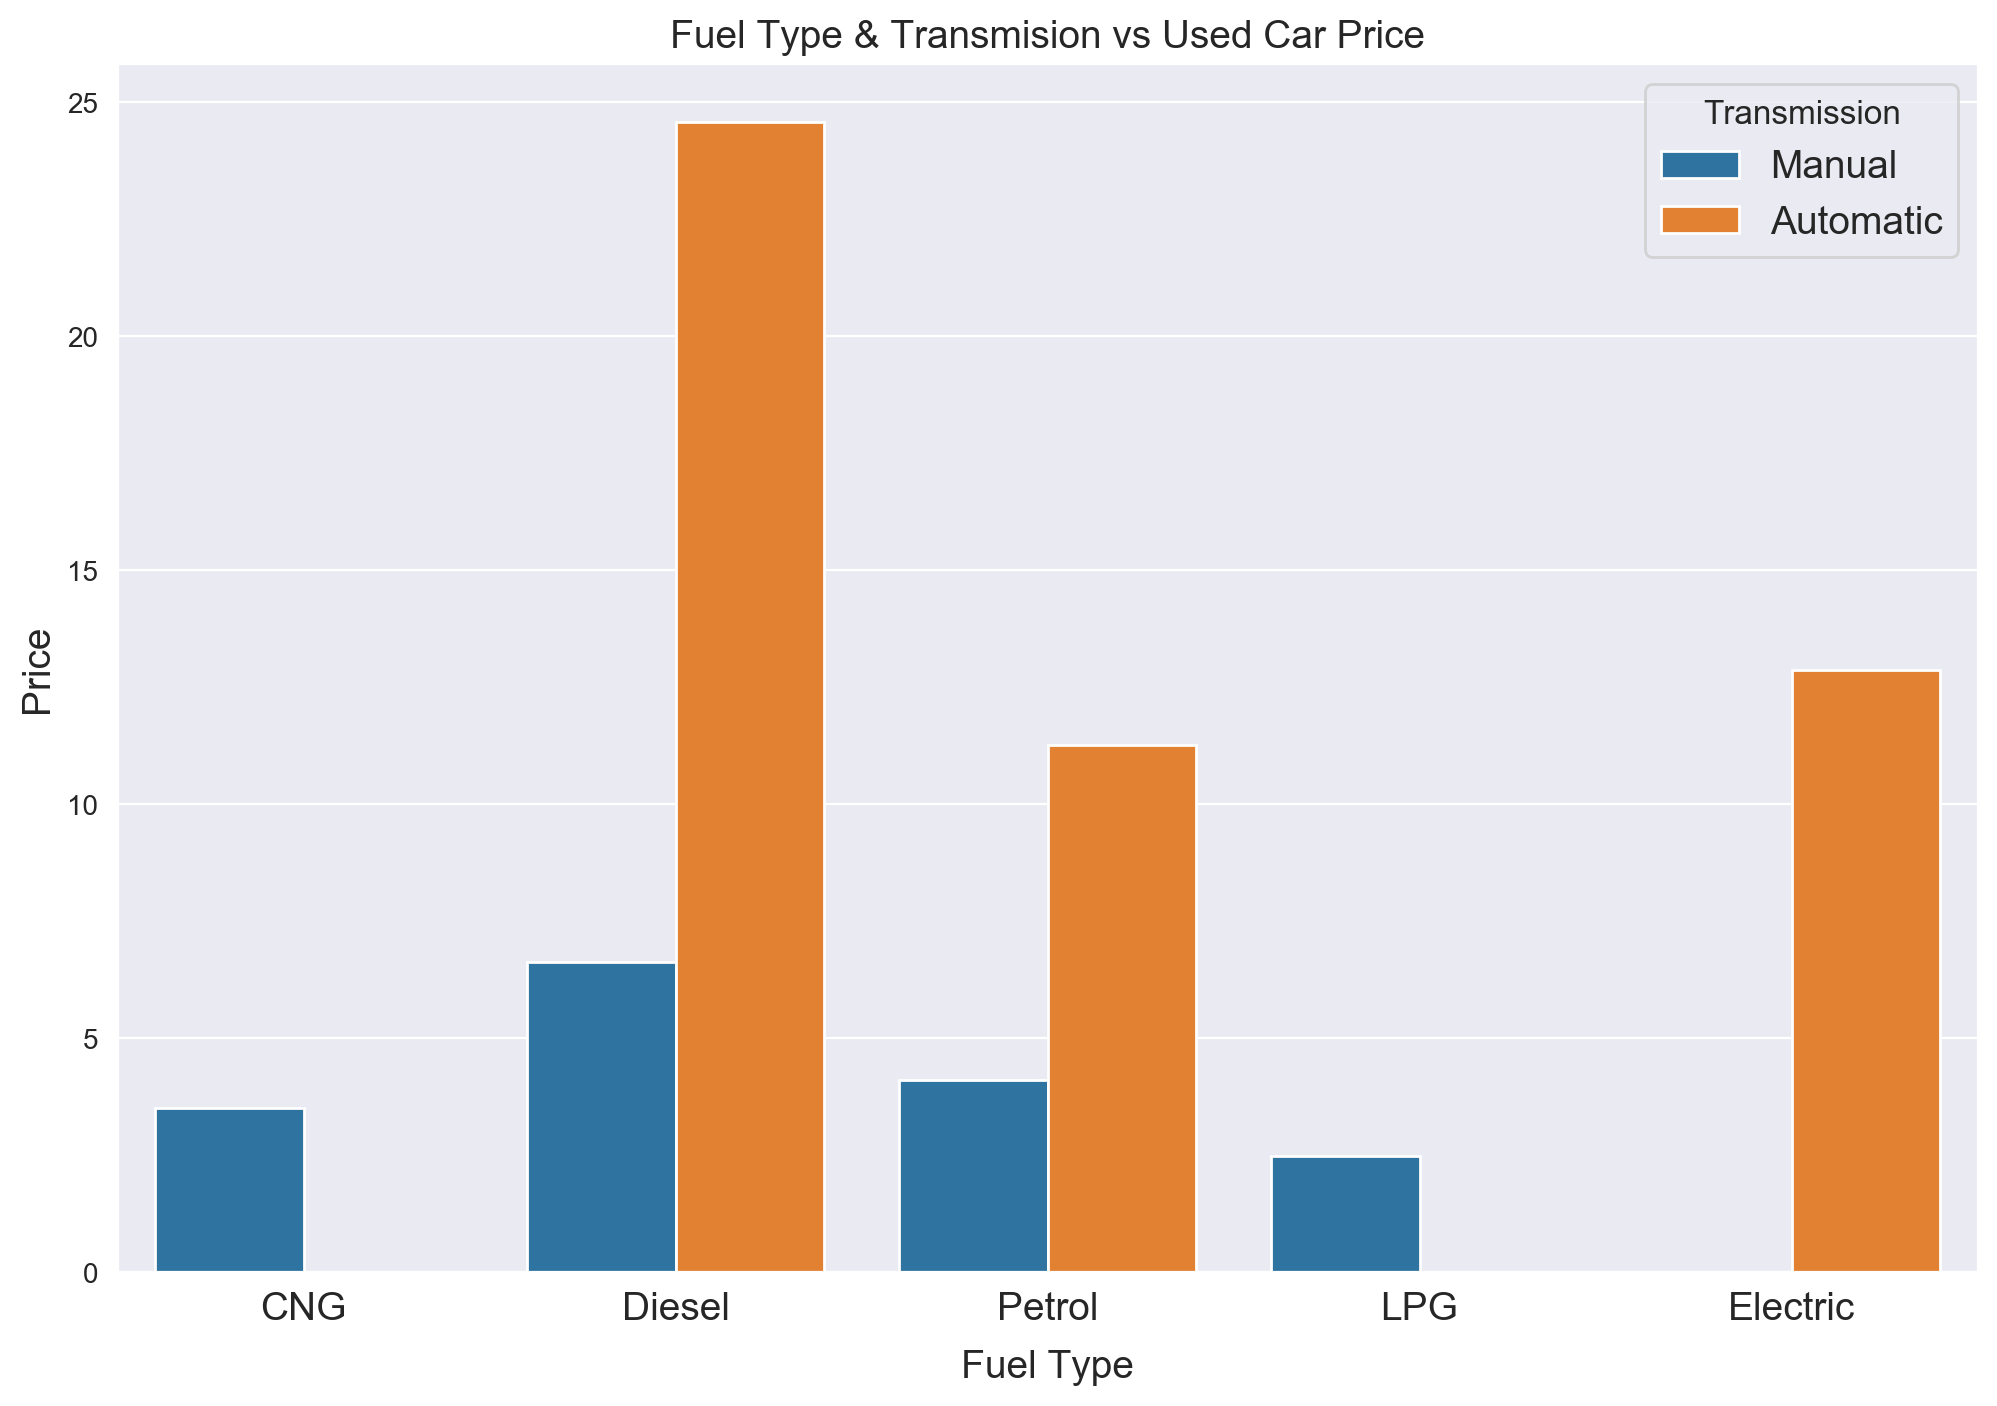 Fuel Type & Transmision vs Used Car Price
25
20
15
10
5
0
Price
Transmission
Manual
Automatic
CNG Diesel Petrol LPG Electric
Fuel Type